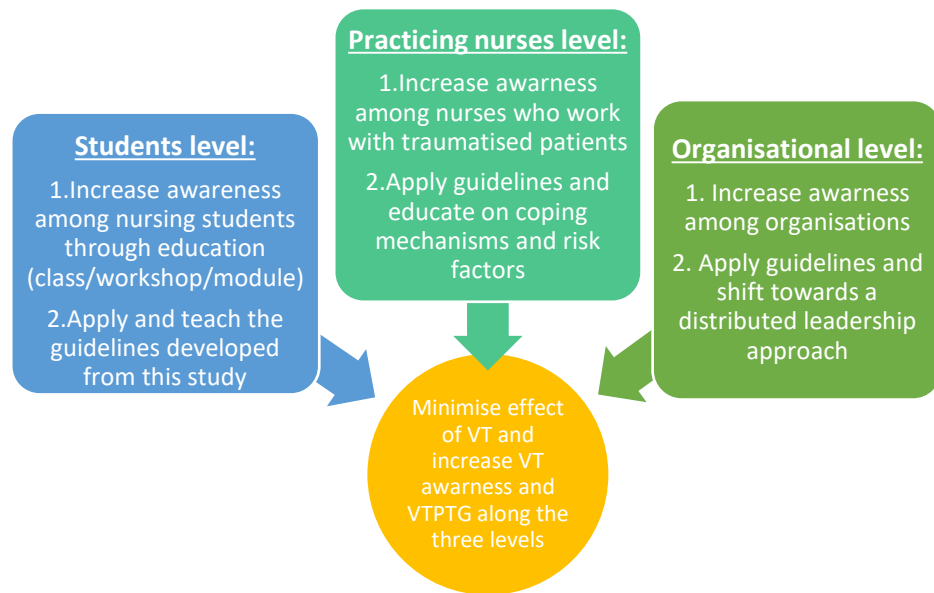 Students level:
1.Increase awareness
among nursing students
through education
(class/workshop/module)
2.Apply and teach the
guidelines developed
from this study
Practicing nurses level:
1.Increase awarness
among nurses who work
with traumatised patients
2.Apply guidelines and
educate on coping
mechanisms and risk
factors
Organisational level:
1. Increase awarness
among organisations
2. Apply guidelines and
shift towards a
distributed leadership
approach
Minimise effect
of VT and
increase VT
awarness and
VTPTG along the
three levels